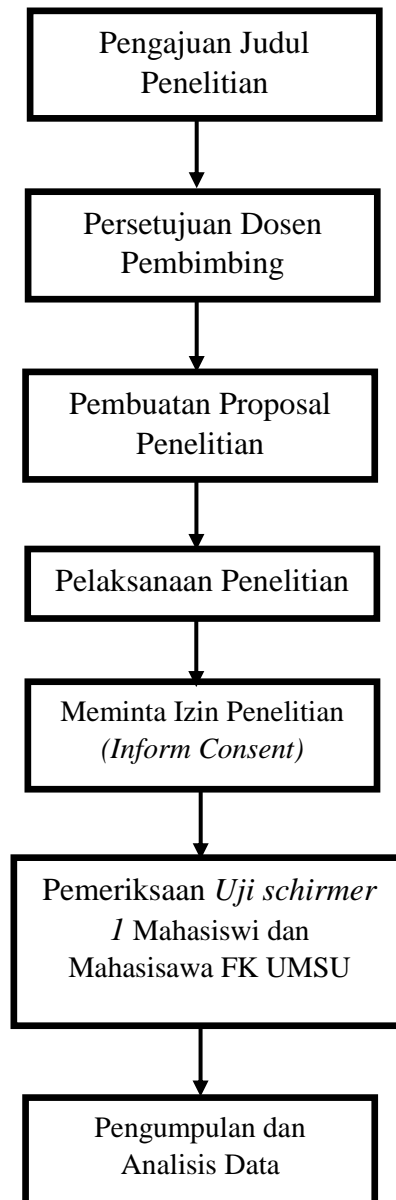 Pengajuan Judul
Penelitian
Persetujuan Dosen
Pembimbing
Pembuatan Proposal
Penelitian
Pelaksanaan Penelitian
Meminta Izin Penelitian
(Inform Consent)
Pemeriksaan Uji schirmer
1 Mahasiswi dan
Mahasisawa FK UMSU
Pengumpulan dan
Analisis Data